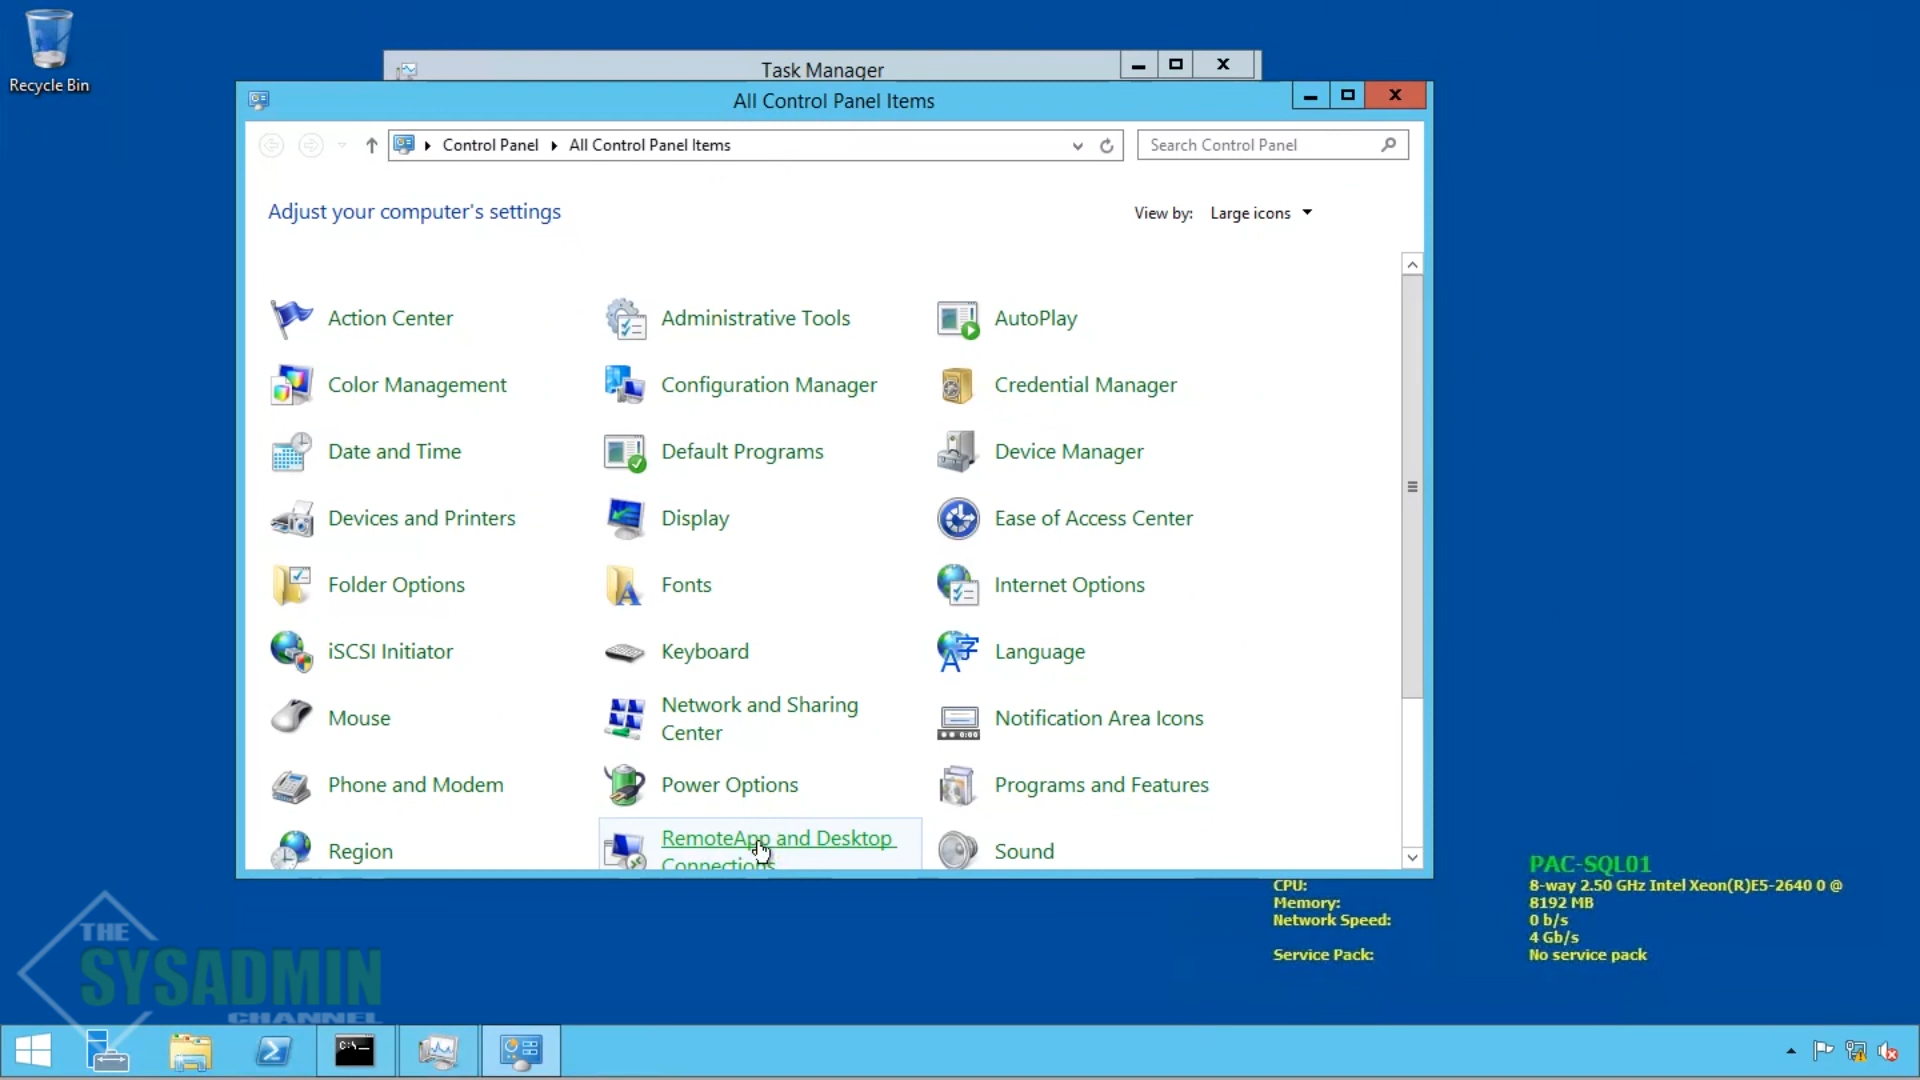 Recycle Bin
Task Manager
All Control Panel Items
Control Panel
All Control Panel Items
Search Control Panel
Adjust your computer's settings
View by:
Large icons
Action Center
Administrative Tools
AutoPlay
Color Management
Configuration Manager
Credential Manager
Date and Time
Default Programs
Device Manager
Devices and Printers
Display
Ease of Access Center
Folder Options
Fonts
Internet Options
iSCSI Initiator
Keyboard
Language
Mouse
Network and Sharing
Center
Notification Area Icons
Phone and Modem
Power Options
Programs and Features
Region
RemoteApp and Desktop
Connections
Sound
PAC-SQL01
CPU:
8-way 2.50 GHz Intel Xeon(R)E5-2640 0 @
Memory:
8192 MB
Network Speed:
0 b/s
4 Gb/s
Service Pack:
No service pack
THE
SYSADMIN
CHANNEL
C:\